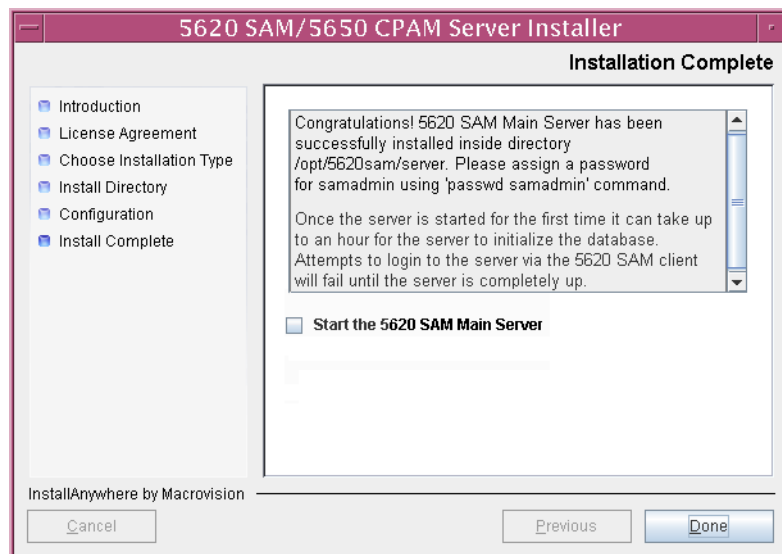 5620 SAM/5650 CPAM Server Installer
Installation Complete
Introduction
License Agreement
Choose Installation Type
Install Directory
Configuration
Install Complete
Congratulations! 5620 SAM Main Server has been
successfully installed inside directory
/opt/5620sam/server. Please assign a password
for samadmin using 'passwd samadmin' command.
Once the server is started for the first time it can take up
to an hour for the server to initialize the database.
Attempts to login to the server via the 5620 SAM client
will fail until the server is completely up.
Start the 5620 SAM Main Server
InstallAnywhere by Macrovision
Cancel
Previous
Done